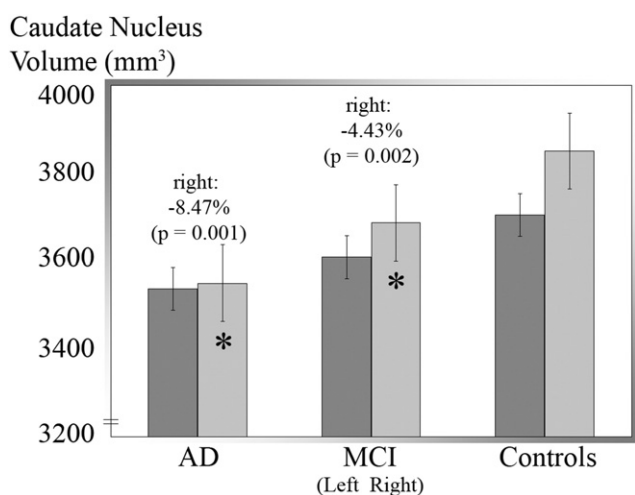 Caudate Nucleus
Volume (mm³)
4000
right:
-4.43%
(p = 0.002)
3800
right:
-8.47%
(p = 0.001)
3600
*
*
3400
3200
AD MCI Controls
(Left Right)